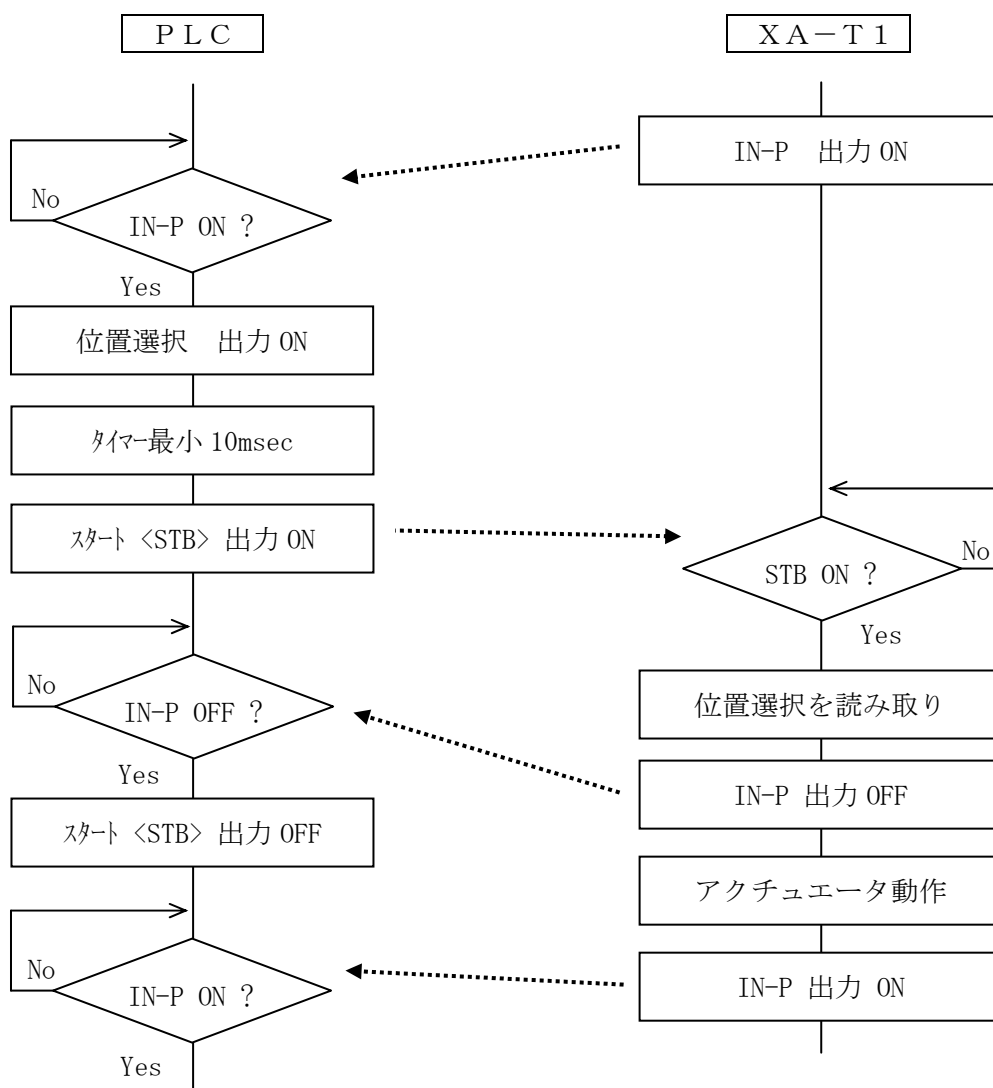 ＰＬＣ
IN-P ON ?
No
Yes
位置選択　出力 ON
ﾀｲﾏｰ最小 10msec
ｽﾀｰﾄ <STB> 出力 ON
IN-P OFF ?
No
Yes
ｽﾀｰﾄ <STB> 出力 OFF
IN-P ON ?
No
Yes
ＸＡ－Ｔ１
IN-P　出力 ON
STB ON ?
No
Yes
位置選択を読み取り
IN-P 出力 OFF
アクチュエータ動作
IN-P 出力 ON